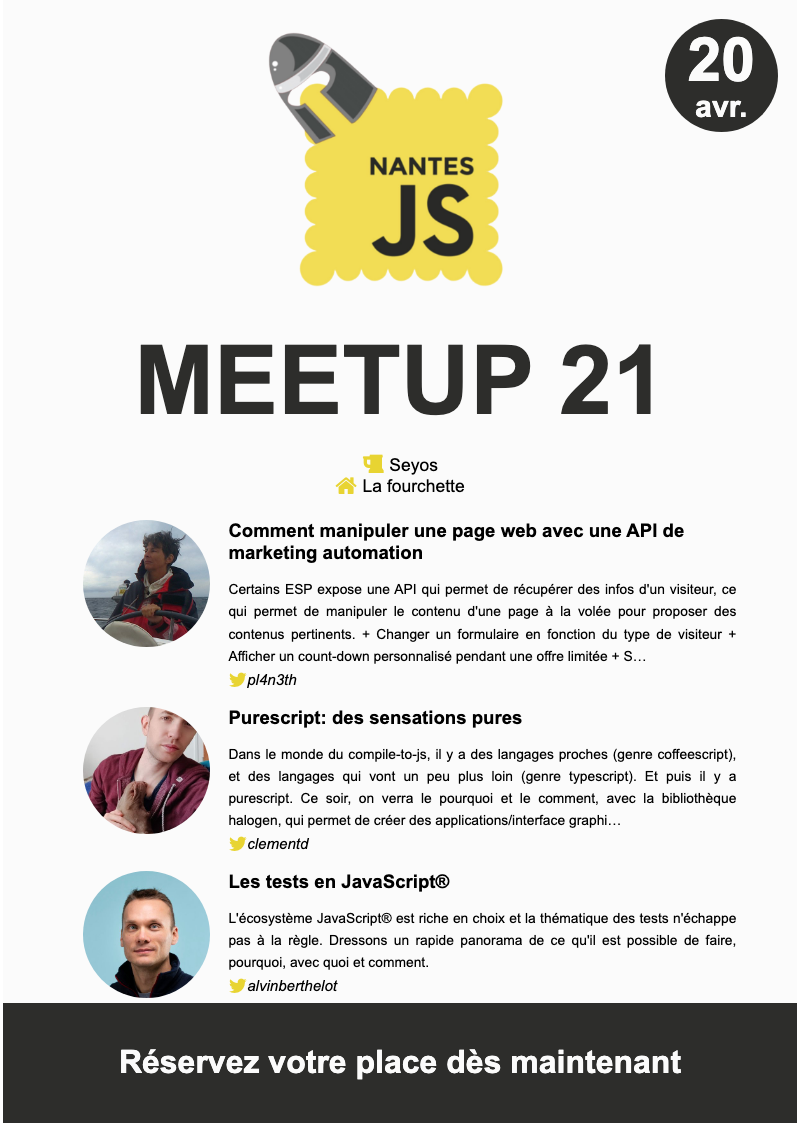 20
avr.
NANTES
JS
MEETUP 21
Seyos
La fourchette
Comment manipuler une page web avec une API de
marketing automation
Certains ESP expose une API qui permet de récupérer des infos d'un visiteur, ce
qui permet de manipuler le contenu d'une page à la volée pour proposer des
contenus pertinents. + Changer un formulaire en fonction du type de visiteur +
Afficher un count-down personnalisé pendant une offre limitée + S…
pl4n3th
Purescript: des sensations pures
Dans le monde du compile-to-js, il y a des langages proches (genre coffeescript),
et des langages qui vont un peu plus loin (genre typescript). Et puis il y a
purescript. Ce soir, on verra le pourquoi et le comment, avec la bibliothèque
halogen, qui permet de créer des applications/interface graphi…
clementd
Les tests en JavaScript®
L'écosystème JavaScript® est riche en choix et la thématique des tests n'échappe
pas à la règle. Dressons un rapide panorama de ce qu'il est possible de faire,
pourquoi, avec quoi et comment.
alvinberthelot
Réservez votre place dès maintenant